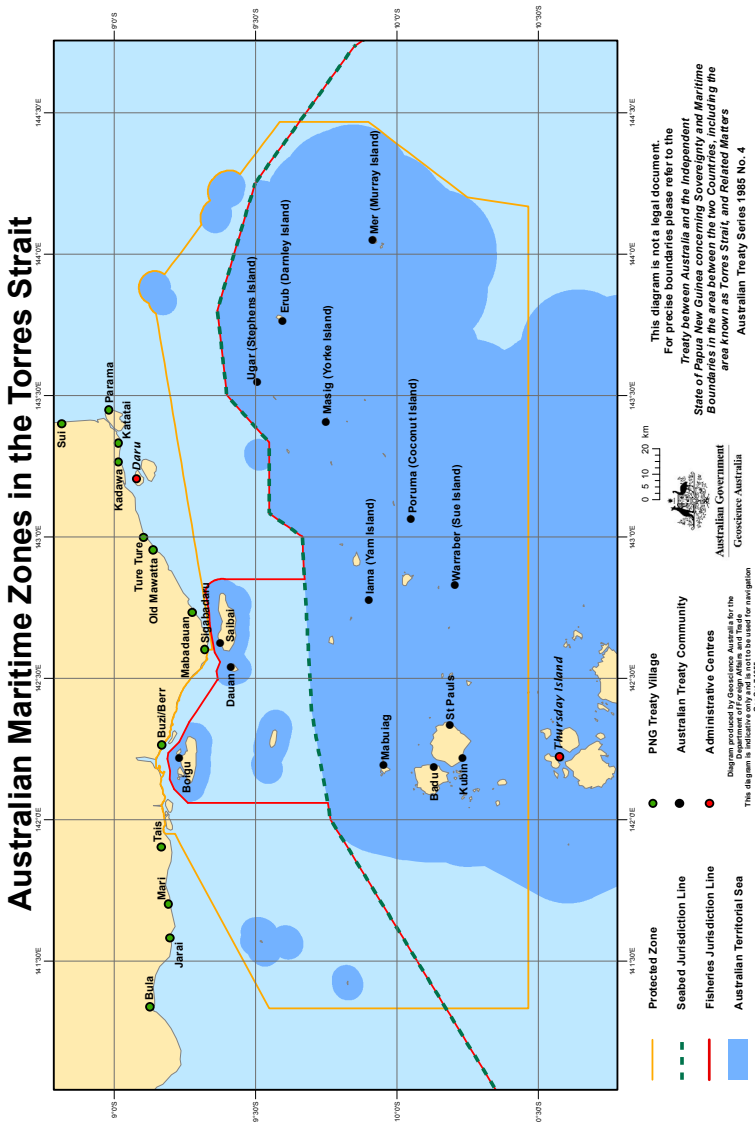 Australian Maritime Zones in the Torres Strait
141°30'E
142°0'E
142°30'E
143°0'E
143°30'E
144°0'E
144°30'E
9°0'S
9°30'S
10°0'S
10°30'S
9°0'S
9°30'S
10°0'S
0°30'S
Sui
Parama
Katatai
Kadawa
Daru
Ture Ture
Old Mawatta
Mabadauan
Sigabadaru
Saibai
Dauan
Buzi/Berr
Boigu
Tais
Mari
Jarai
Bula
Ugar (Stephens Island)
Erub (Darnley Island)
Mer (Murray Island)
Masig (Yorke Island)
Poruma (Coconut Island)
Iama (Yam Island)
Warraber (Sue Island)
Mabuiag
St Pauls
Badu
Kubin
Thursday Island
Protected Zone
Seabed Jurisdiction Line
Fisheries Jurisdiction Line
Australian Territorial Sea
PNG Treaty Village
Australian Treaty Community
Administrative Centres
Diagram produced by Geoscience Australia for the
Department of Foreign Affairs and Trade
This diagram is indicative only and is not to be used for navigation
0 5 10 20 km
Australian Government
Geoscience Australia
This diagram is not a legal document.
For precise boundaries please refer to the
Treaty between Australia and the Independent
State of Papua New Guinea concerning Sovereignty and Maritime
Boundaries in the area between the two Countries, including the
area known as Torres Strait, and Related Matters
Australian Treaty Series 1985 No. 4